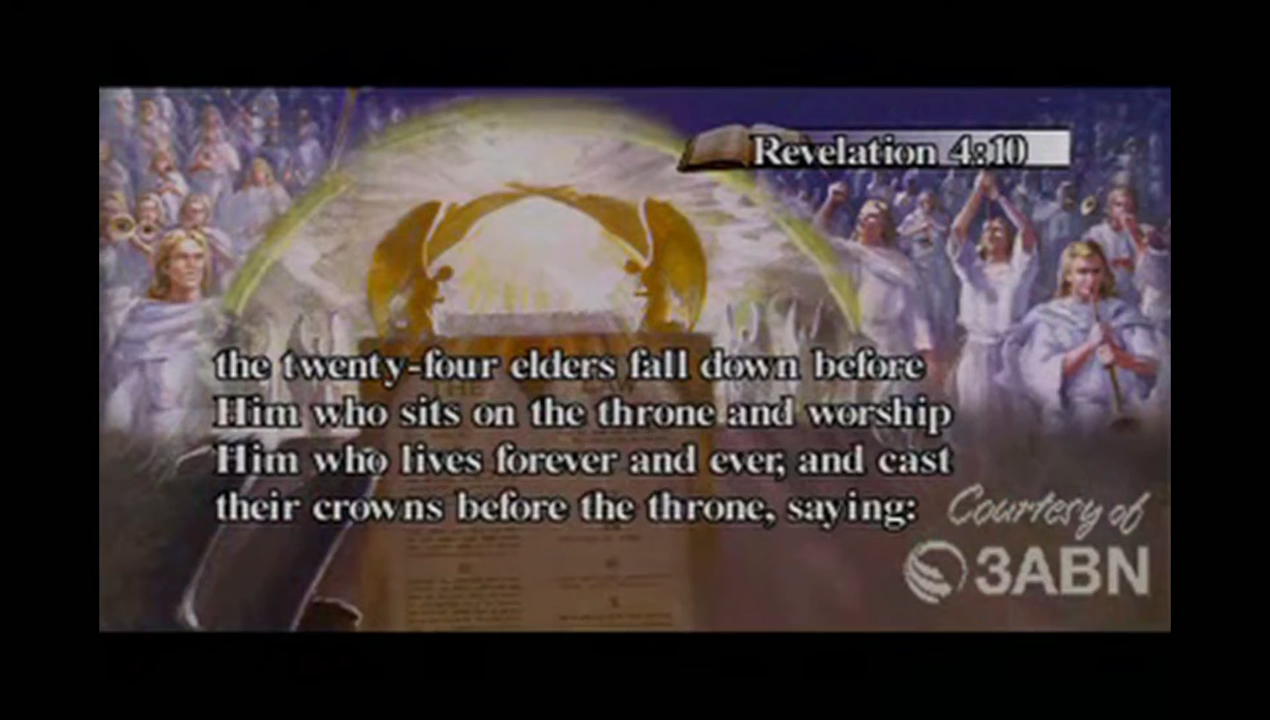 Revelation 4:10
the twenty-four elders fall down before
Him who sits on the throne and worship
Him who lives forever and ever, and cast
their crowns before the throne, saying:
Courtesy of
3ABN